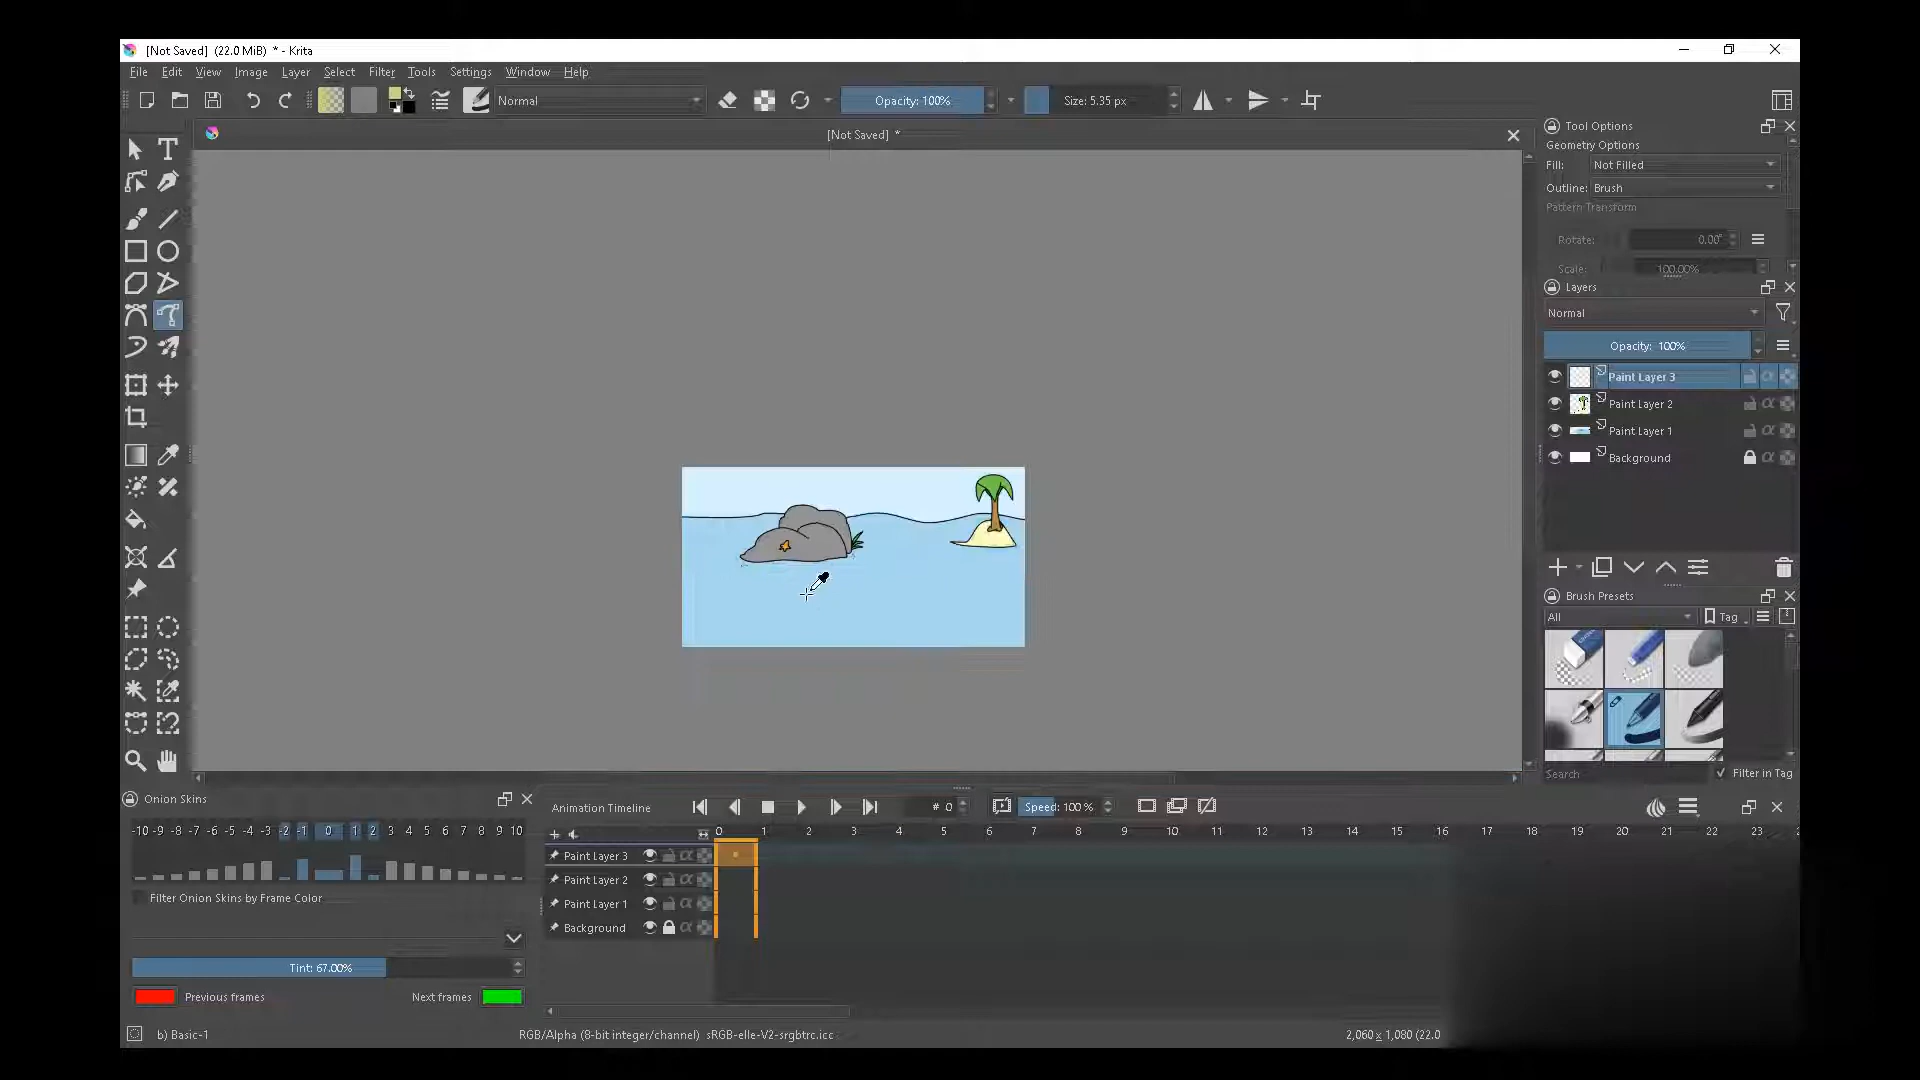 [Not Saved] (22.0 MiB) * - Krita
File Edit View Image Layer Select Filter Tools Settings Window Help
Normal Opacity: 100% Size: 5.35 px
[Not Saved] *
Tool Options
Geometry Options
Fill: Not Filled
Outline: Brush
Pattern Transform
Rotate: 0.00°
Scale: 100.00%
Layers
Normal
Opacity: 100%
Paint Layer 3
Paint Layer 2
Paint Layer 1
Background
Brush Presets
All Tag
Search Filter in Tag
Onion Skins
-10 -9 -8 -7 -6 -5 -4 -3 -2 -1 0 1 2 3 4 5 6 7 8 9 10
Filter Onion Skins by Frame Color
Tint: 67.00%
Previous frames Next frames
Animation Timeline # 0 Speed: 100 %
0 1 2 3 4 5 6 7 8 9 10 11 12 13 14 15 16 17 18 19 20 21 22 23
Paint Layer 3
Paint Layer 2
Paint Layer 1
Background
b) Basic-1 RGB/Alpha (8-bit integer/channel) sRGB-elle-V2-srgbtrc.icc 2,060 x 1,080 (22.0